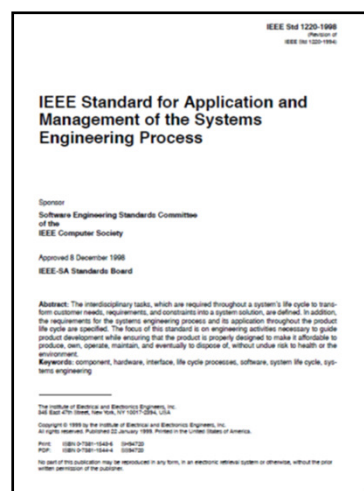 IEEE Std 1220-1998
(Revision of
IEEE Std 1220-1994)
IEEE Standard for Application and
Management of the Systems
Engineering Process
Sponsor
Software Engineering Standards Committee
of the
IEEE Computer Society
Approved 8 December 1998
IEEE-SA Standards Board
Abstract: The interdisciplinary tasks, which are required throughout a system's life cycle to trans-
form customer needs, requirements, and constraints into a system solution, are defined. In addition,
the requirements for the systems engineering process and its application throughout the product
life cycle are specified. The focus of this standard is on engineering activities necessary to guide
product development while ensuring that the product is properly designed to make it affordable to
produce, own, operate, maintain, and eventually to dispose of, without undue risk to health or the
environment.
Keywords: component, hardware, interface, life cycle processes, software, system life cycle, sys-
tems engineering
The Institute of Electrical and Electronics Engineers, Inc.
345 East 47th Street, New York, NY 10017-2394, USA
Copyright © 1999 by the Institute of Electrical and Electronics Engineers, Inc.
All rights reserved. Published 22 January 1999. Printed in the United States of America.
Print:
PDF:
No part of this publication may be reproduced in any form, in an electronic retrieval system or otherwise, without the prior
written permission of the publisher.